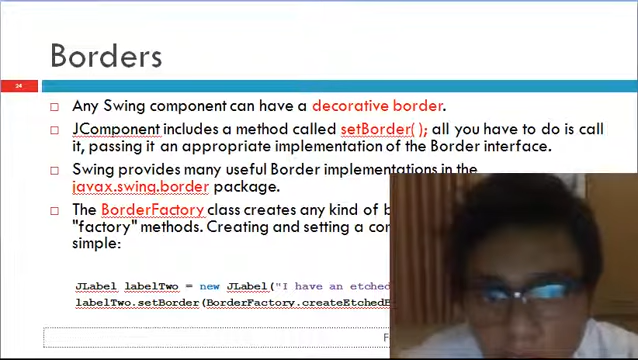 Borders
24
Any Swing component can have a decorative border.
JComponent includes a method called setBorder( ); all you have to do is call
it, passing it an appropriate implementation of the Border interface.
Swing provides many useful Border implementations in the
javax.swing.border package.
The BorderFactory class creates any kind of
"factory" methods. Creating and setting a
simple:
JLabel labelTwo = new JLabel("I have an etched
labelTwo.setBorder(BorderFactory.